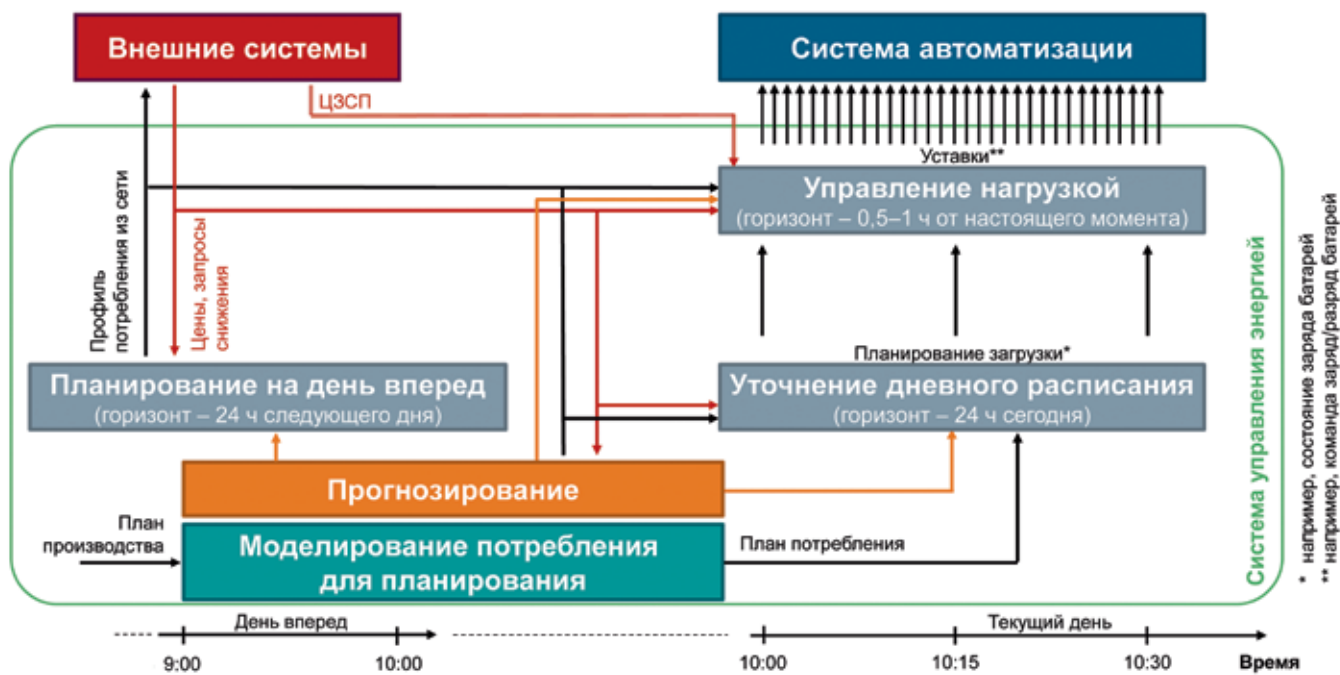 Внешние системы
Система автоматизации
ЦЗСП
Уставки**
Управление нагрузкой
(горизонт – 0,5–1 ч от настоящего момента)
Профиль
потребления из сети
Цены, запросы
снижения
Планирование загрузки*
Планирование на день вперед
(горизонт – 24 ч следующего дня)
Уточнение дневного расписания
(горизонт – 24 ч сегодня)
Прогнозирование
План
производства
Моделирование потребления
для планирования
План потребления
Система управления энергией
* например, состояние заряда батарей
** например, команда заряд/разряд батарей
День вперед
Текущий день
9:00
10:00
10:00
10:15
10:30
Время